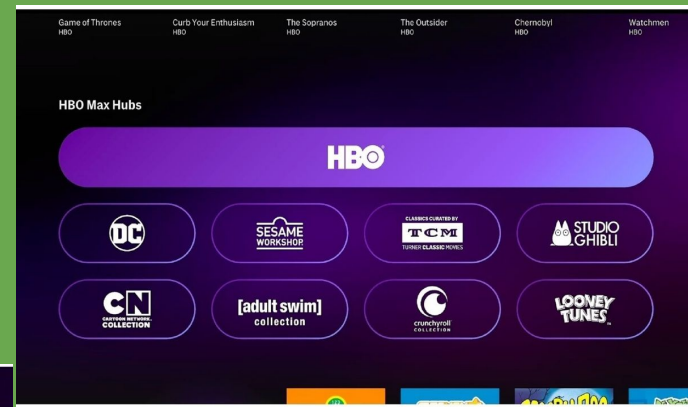 Game of Thrones
HBO
Curb Your Enthusiasm
HBO
The Sopranos
HBO
The Outsider
HBO
Chernobyl
HBO
Watchmen
HBO
HBO Max Hubs
HBO
DC
SESAME
WORKSHOP
CLASSICS CURATED BY
TCM
TURNER CLASSIC MOVIES
STUDIO
GHIBLI
CN
CARTOON NETWORK
COLLECTION
[adult swim]
collection
crunchyroll
COLLECTION
LOONEY
TUNES